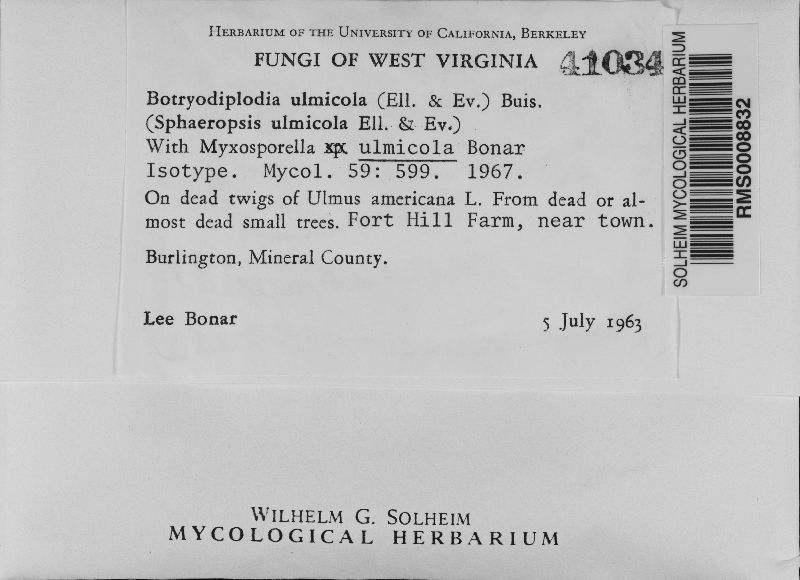 HERBARIUM OF THE UNIVERSITY OF CALIFORNIA, BERKELEY
FUNGI OF WEST VIRGINIA 41034
Botryodiplodia ulmicola (Ell. & Ev.) Buis.
(Sphaeropsis ulmicola Ell. & Ev.)
With Myxosporella ulmicola Bonar
Isotype. Mycol. 59: 599. 1967.
On dead twigs of Ulmus americana L. From dead or al-
most dead small trees. Fort Hill Farm, near town.
Burlington, Mineral County.
Lee Bonar 5 July 1963
SOLHEIM MYCOLOGICAL HERBARIUM
RMS0008832
WILHELM G. SOLHEIM
MYCOLOGICAL HERBARIUM